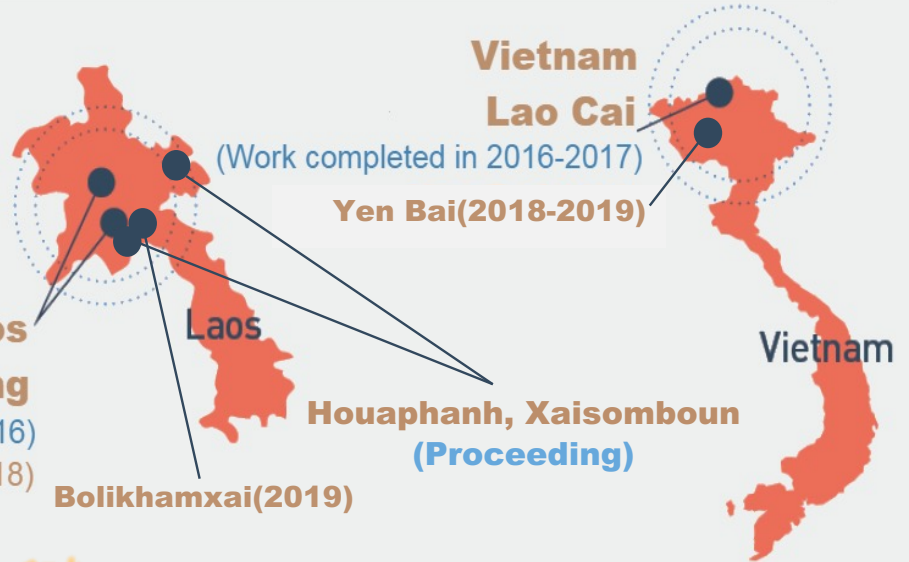 Vietnam
Lao Cai
(Work completed in 2016-2017)
Yen Bai(2018-2019)
Laos
Vietnam
Houaphanh, Xaisomboun
(Proceeding)
Bolikhamxai(2019)